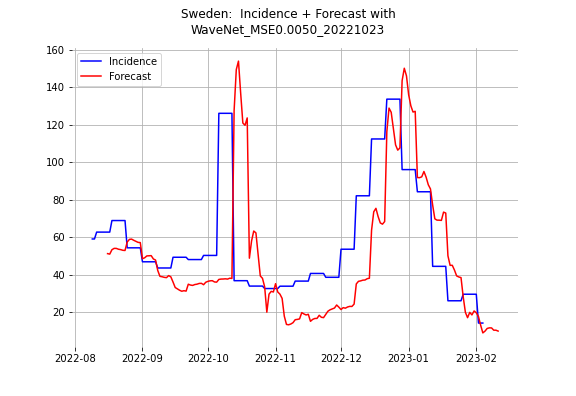 Sweden:  Incidence + Forecast with
WaveNet_MSE0.0050_20221023
Incidence
Forecast
160
140
120
100
80
60
40
20
2022-08 2022-09 2022-10 2022-11 2022-12 2023-01 2023-02